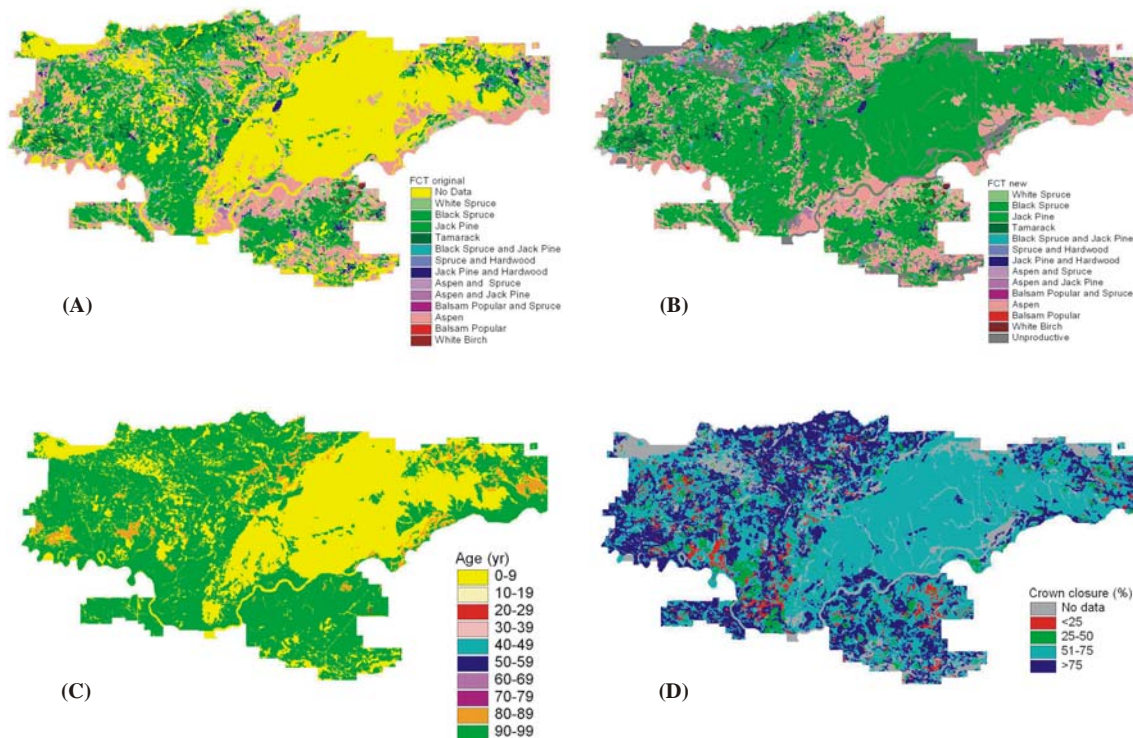 FCT original
No Data
White Spruce
Black Spruce
Jack Pine
Tamarack
Black Spruce and Jack Pine
Spruce and Hardwood
Jack Pine and Hardwood
Aspen and Spruce
Aspen and Jack Pine
Balsam Popular and Spruce
Aspen
Balsam Popular
White Birch
(A)
FCT new
White Spruce
Black Spruce
Jack Pine
Tamarack
Black Spruce and Jack Pine
Spruce and Hardwood
Jack Pine and Hardwood
Aspen and Spruce
Aspen and Jack Pine
Balsam Popular and Spruce
Aspen
Balsam Popular
White Birch
Unproductive
(B)
Age (yr)
0-9
10-19
20-29
30-39
40-49
50-59
60-69
70-79
80-89
90-99
(C)
Crown closure (%)
No data
<25
25-50
51-75
>75
(D)